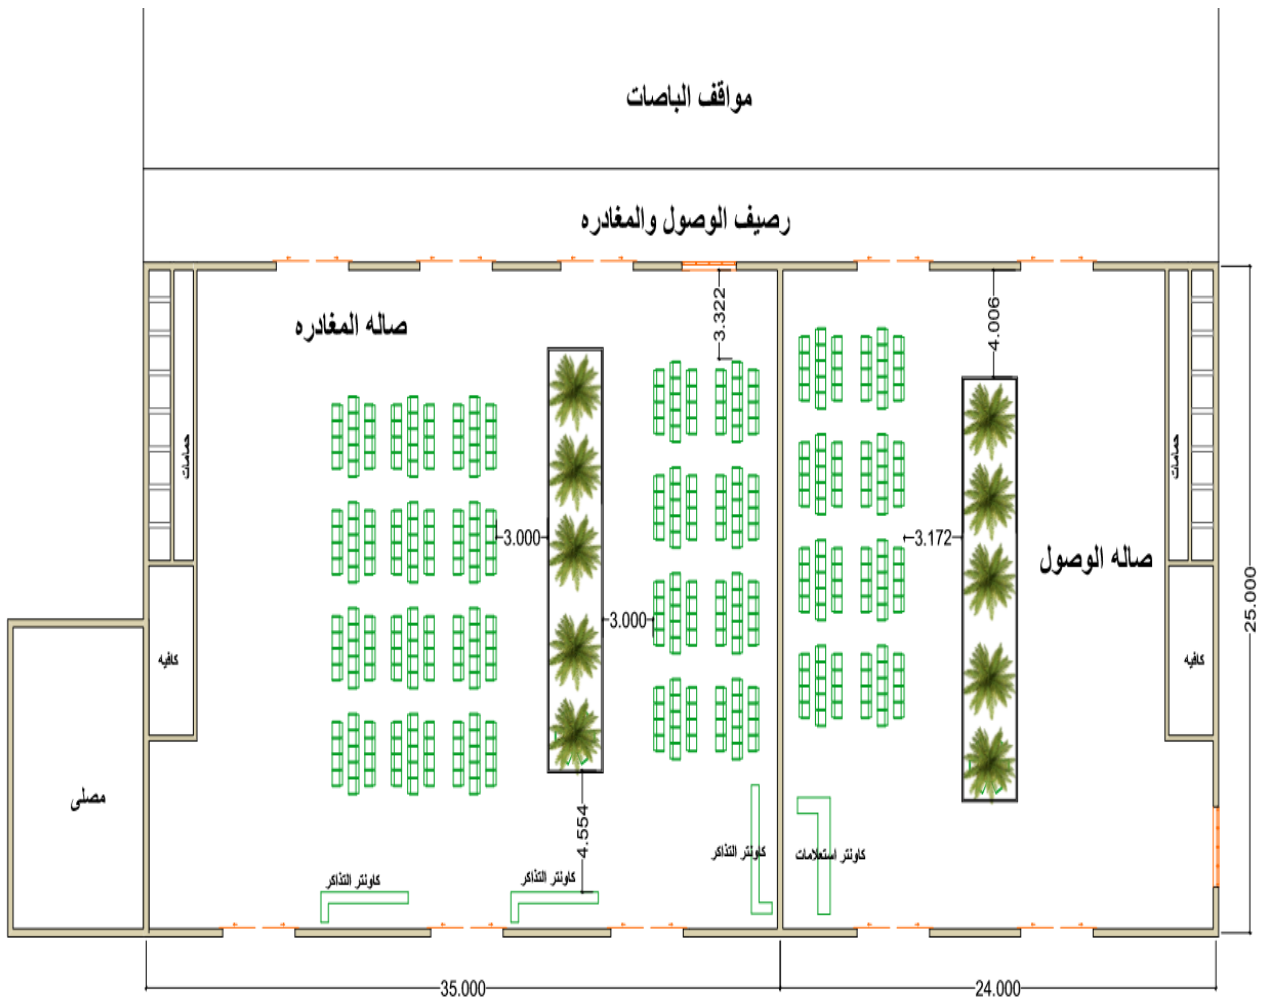 مواقف الباصات
رصيف الوصول والمغادره
صاله المغادره
3.322
4.006
حمامات
حمامات
3.000
3.172
صاله الوصول
25.000
3.000
كافيه
كافيه
مصلى
4.554
كاونتر التذاكر
كاونتر استعلامات
كاونتر التذاكر
كاونتر التذاكر
35.000
24.000